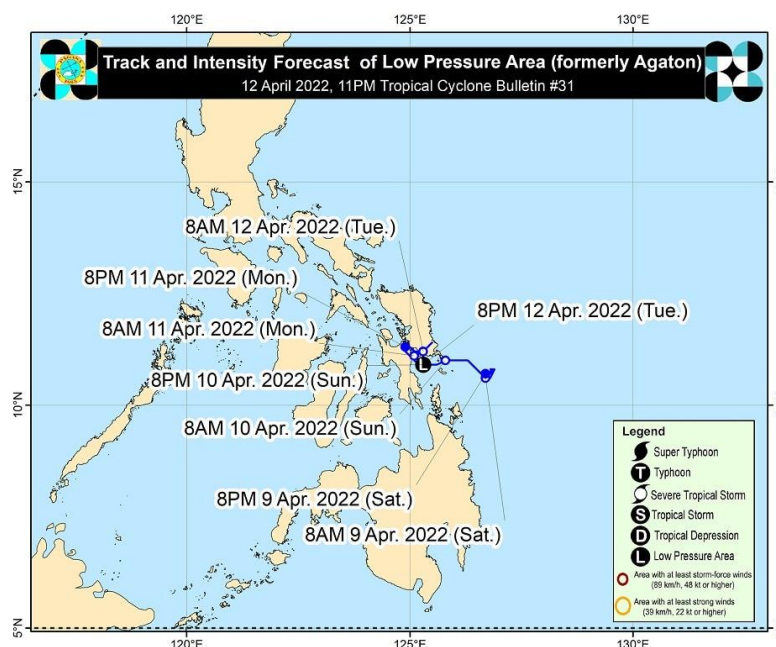 120°E 125°E 130°E
Track and Intensity Forecast of Low Pressure Area (formerly Agaton)
12 April 2022, 11PM Tropical Cyclone Bulletin #31
15°N
8AM 12 Apr. 2022 (Tue.)
8PM 11 Apr. 2022 (Mon.)
8PM 12 Apr. 2022 (Tue.)
8AM 11 Apr. 2022 (Mon.)
L
8PM 10 Apr. 2022 (Sun.)
10°N
8AM 10 Apr. 2022 (Sun.)
8PM 9 Apr. 2022 (Sat.)
8AM 9 Apr. 2022 (Sat.)
Legend
Super Typhoon
T Typhoon
Severe Tropical Storm
S Tropical Storm
D Tropical Depression
L Low Pressure Area
Area with at least storm-force winds
(89 km/h, 48 kt or higher)
Area with at least strong winds
(39 km/h, 22 kt or higher)
5°N
120°E 125°E 130°E